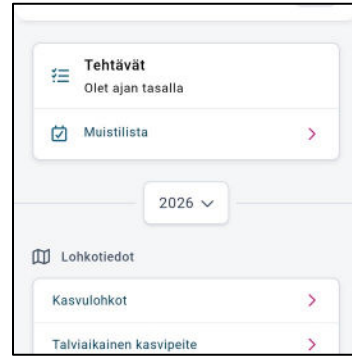 Tehtävät
Olet ajan tasalla
Muistilista
2026
Lohkotiedot
Kasvulohkot
Talviaikainen kasvipeite